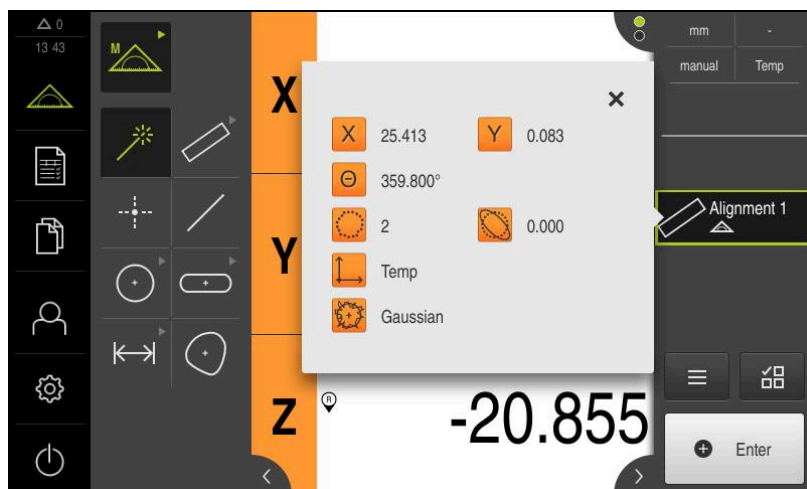 0
13 43
M
X
Y
Z
X 25.413 Y 0.083
Θ 359.800°
2 0.000
Temp
Gaussian
R
-20.855
mm -
manual Temp
Alignment 1
Enter